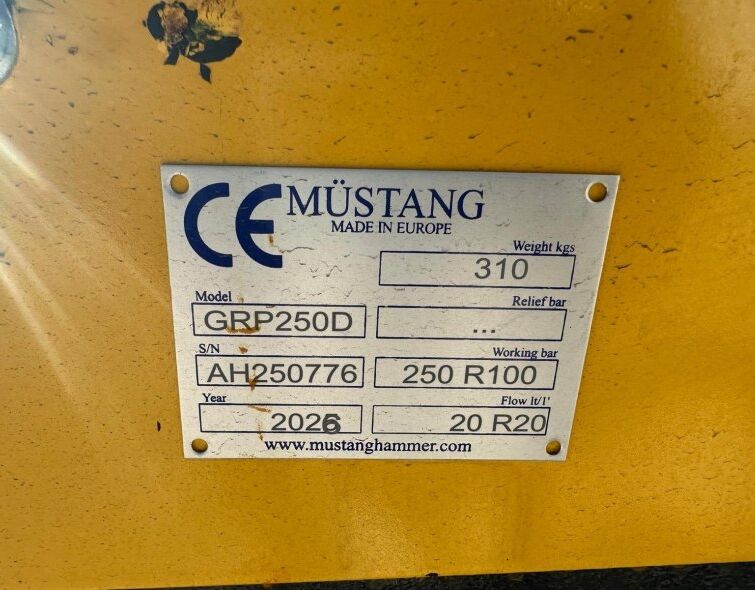 CE MÜSTANG
MADE IN EUROPE
Weight kgs
310
Model
GRP250D
Relief bar
...
S/N
AH250776
Working bar
250 R100
Year
2026
Flow lt/1'
20 R20
www.mustanghammer.com